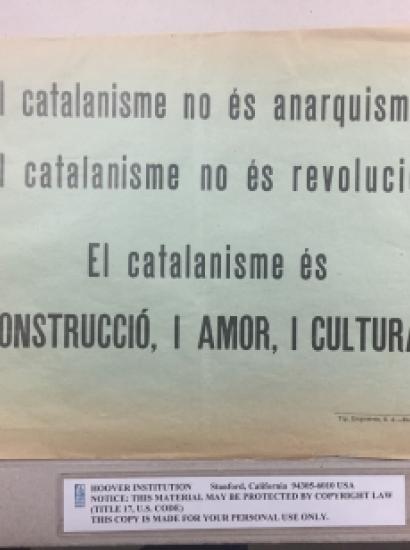 l catalanisme no és anarquism
l catalanisme no és revoluci
El catalanisme és
ONSTRUCCIÓ, I AMOR, I CULTURA
HOOVER INSTITUTION Stanford, California 94305-6010 USA
NOTICE: THIS MATERIAL MAY BE PROTECTED BY COPYRIGHT LAW
(TITLE 17, U.S. CODE)
THIS COPY IS MADE FOR YOUR PERSONAL USE ONLY.